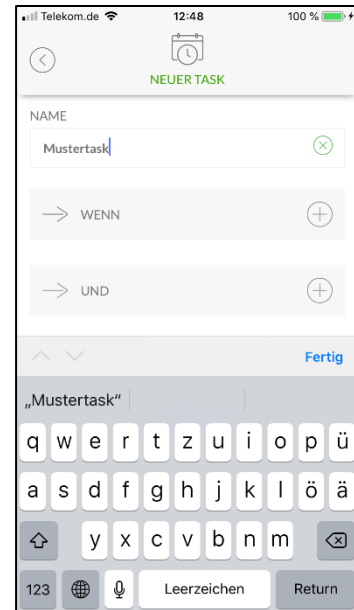 Telekom.de 12:48 100 %
NEUER TASK
NAME
Mustertask
WENN
UND
Fertig
„Mustertask“
q w e r t z u i o p ü
a s d f g h j k l ö ä
y x c v b n m
123 Leerzeichen Return